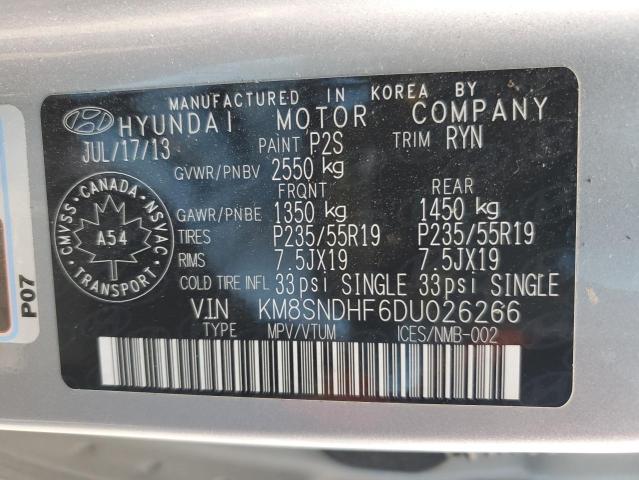 MANUFACTURED IN KOREA BY
HYUNDAI MOTOR COMPANY
JUL/17/13 PAINT P2S TRIM RYN
GVWR/PNBV 2550 kg
FRONT REAR
GAWR/PNBE 1350 kg 1450 kg
TIRES P235/55R19 P235/55R19
RIMS 7.5JX19 7.5JX19
COLD TIRE INFL 33psi SINGLE 33psi SINGLE
VIN KM8SNDHF6DU026266
TYPE MPV/VTUM ICES/NMB-002
CMVSS CANADA NSVAC
A54
TRANSPORT
P07